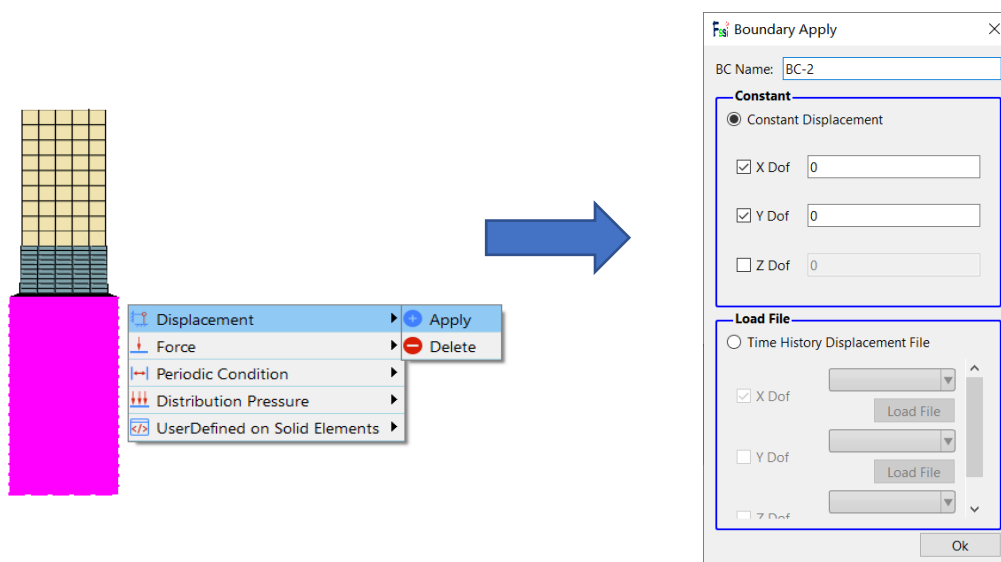 Displacement
Force
Periodic Condition
Distribution Pressure
UserDefined on Solid Elements
Apply
Delete
Fssi Boundary Apply
BC Name: BC-2
Constant
Constant Displacement
X Dof 0
Y Dof 0
Z Dof 0
Load File
Time History Displacement File
X Dof
Load File
Y Dof
Load File
Z Dof
Ok